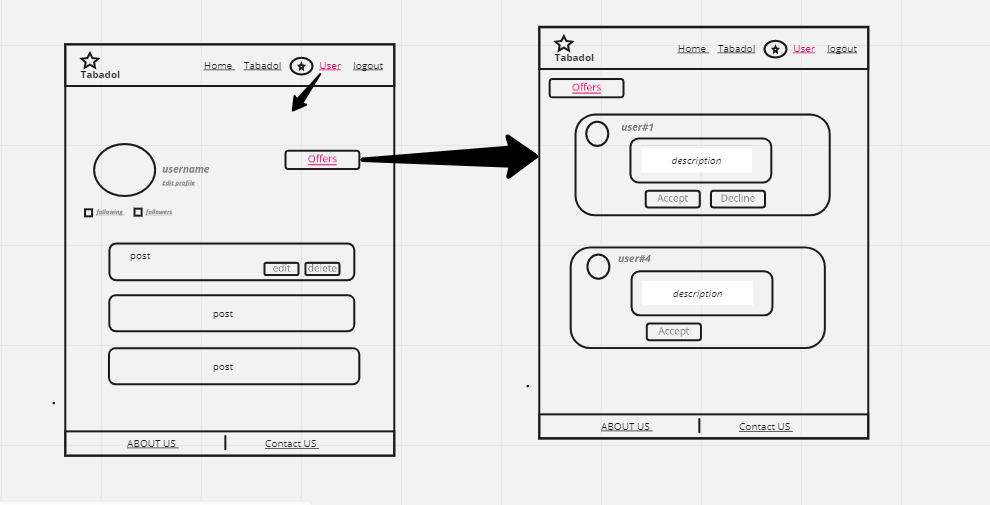 Tabadol
Home Tabadol User logout
Offers
username
Edit profile
following followers
post
edit delete
post
post
ABOUT US Contact US
Tabadol
Home Tabadol User logout
Offers
user#1
description
Accept Decline
user#4
description
Accept
ABOUT US Contact US